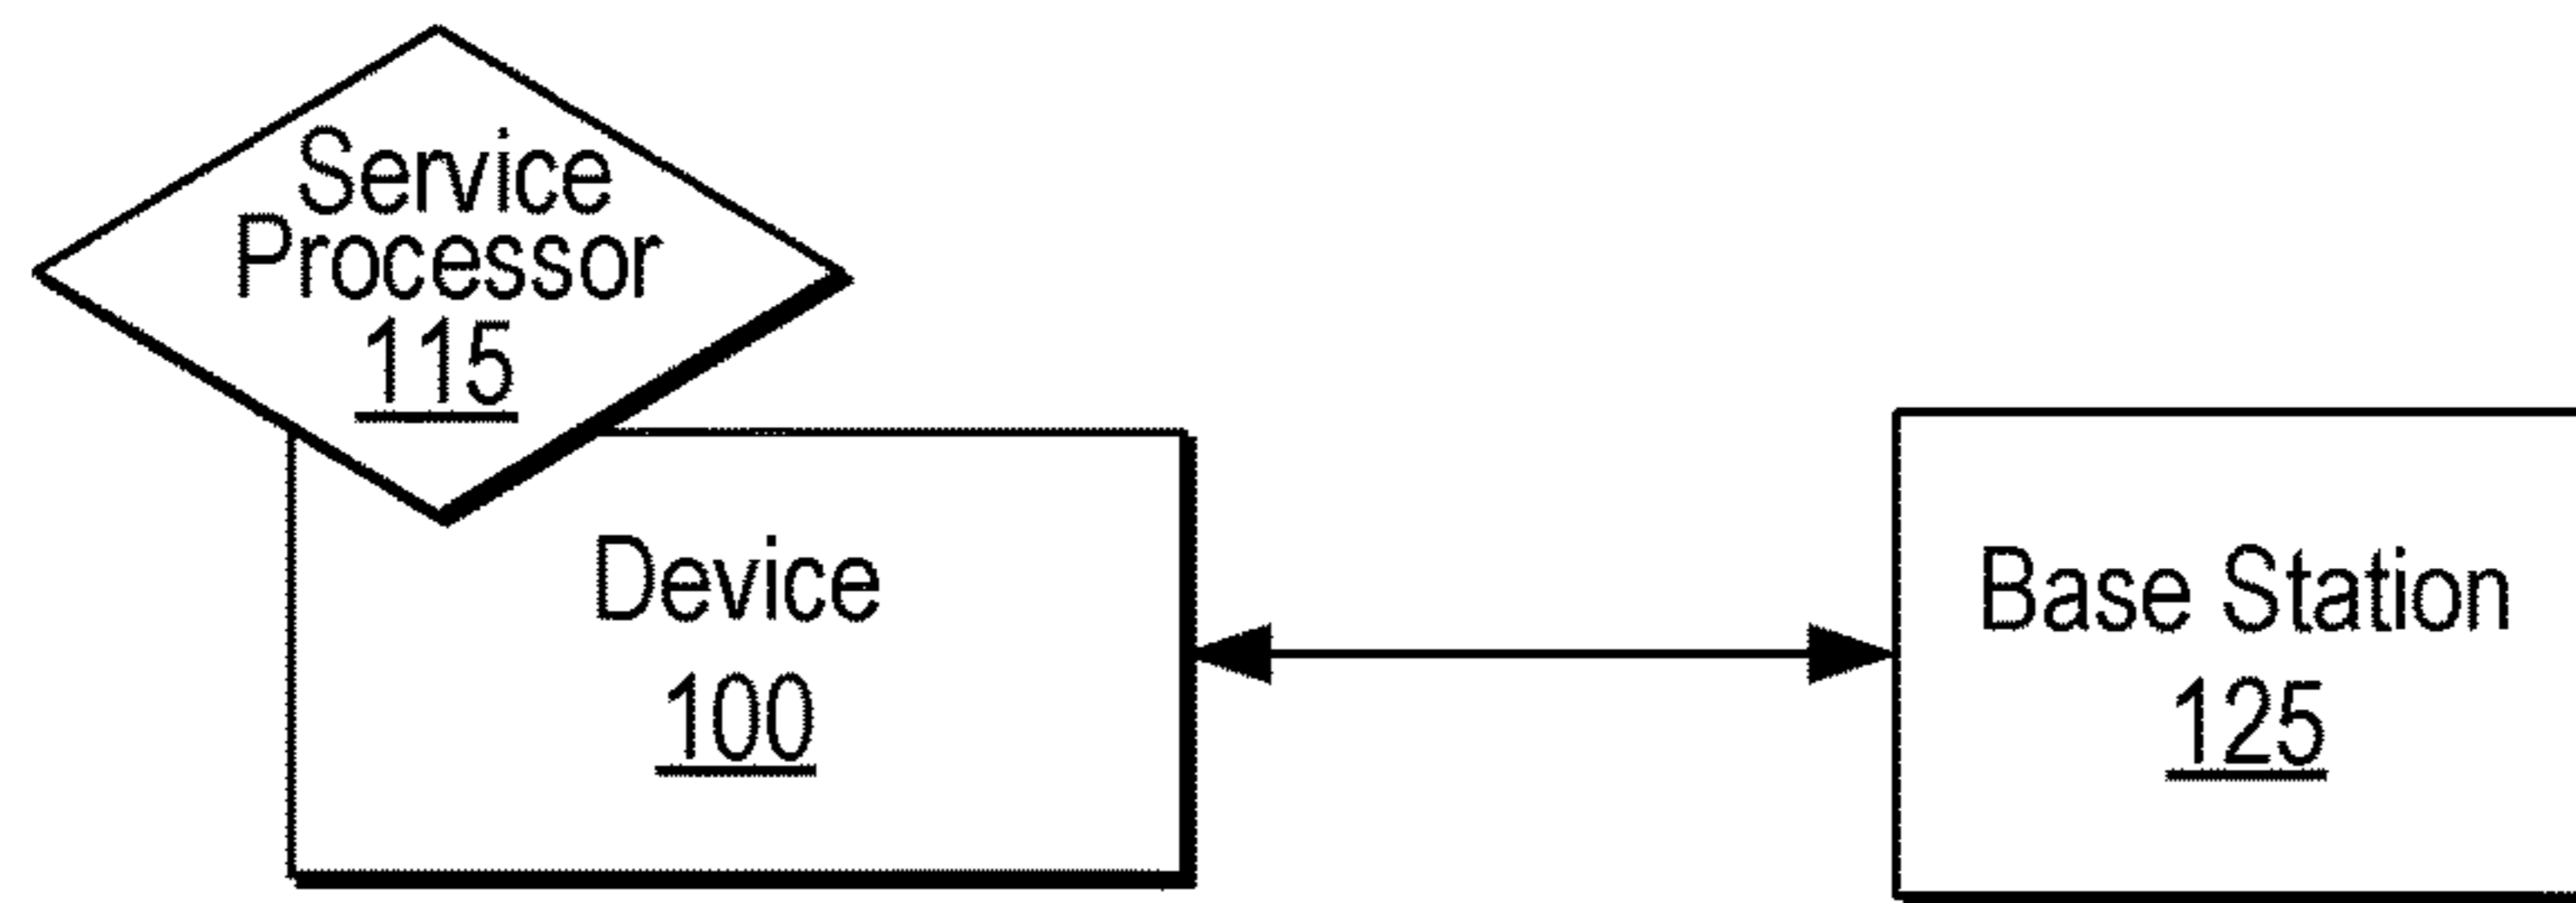 Service
Processor
115
Device
100
Base Station
125